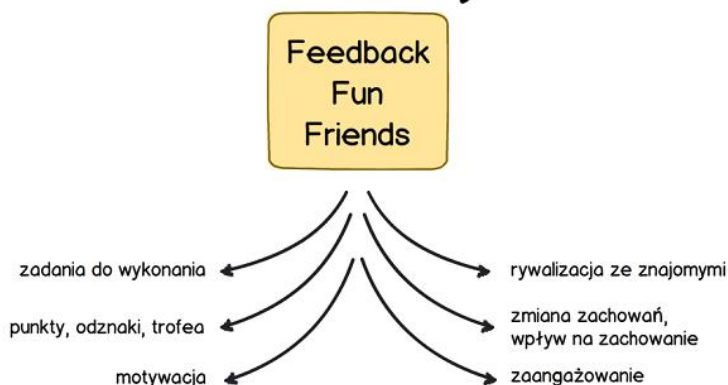 Feedback
Fun
Friends
zadania do wykonania
rywalizacja ze znajomymi
punkty, odznaki, trofea
zmiana zachowań,
wpływ na zachowanie
motywacja
zaangażowanie